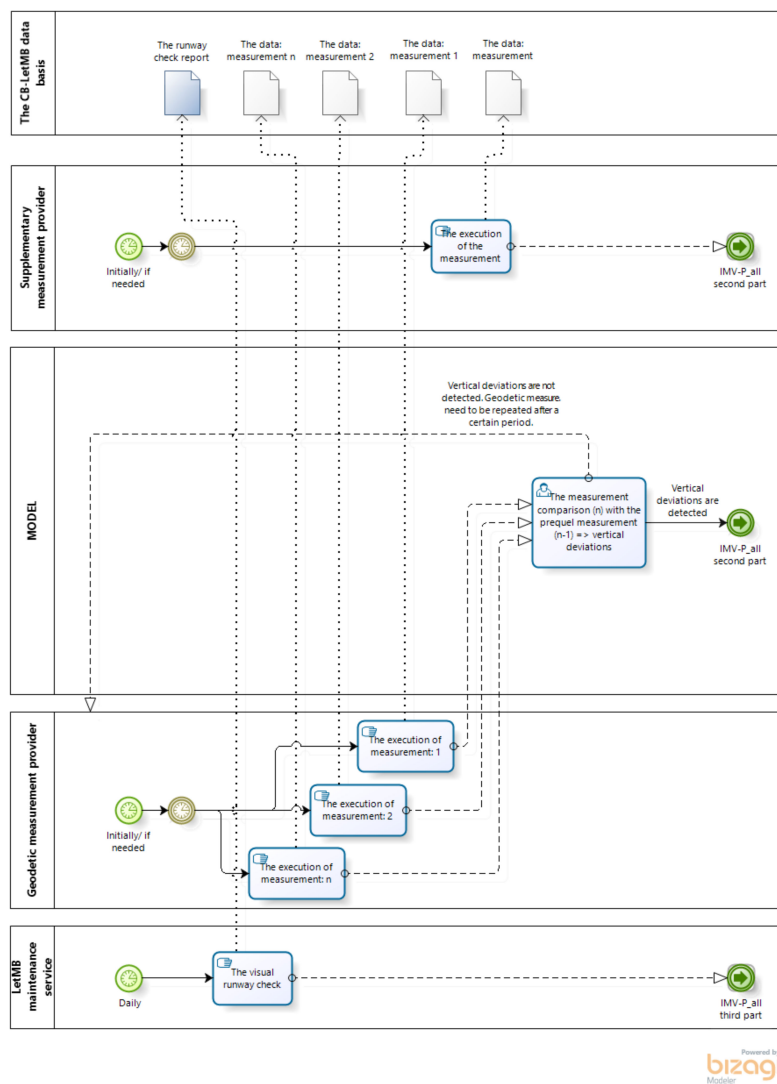 The CB-LetMB data
basis
The runway
check report
The data:
measurement n
The data:
measurement 2
The data:
measurement 1
The data:
measurement
Supplementary
measurement provider
Initially/ if
needed
The execution
of the
measurement
IMV-P_all
second part
MODEL
Vertical deviations are not
detected. Geodetic measure.
need to be repeated after a
certain period.
The measurement
comparison (n) with the
prequel measurement
(n-1) => vertical
deviations
Vertical
deviations are
detected
IMV-P_all
second part
Geodetic measurement provider
Initially/ if
needed
The execution of
measurement: 1
The execution of
measurement: 2
The execution of
measurement: n
LetMB
maintenance
service
Daily
The visual
runway check
IMV-P_all
third part
Powered by
bizagi
Modeler